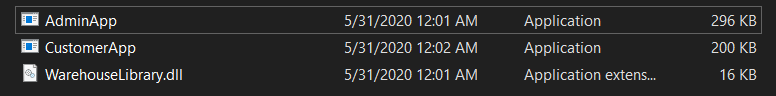 AdminApp 5/31/2020 12:01 AM Application 296 KB
CustomerApp 5/31/2020 12:02 AM Application 200 KB
WarehouseLibrary.dll 5/31/2020 12:01 AM Application extens... 16 KB